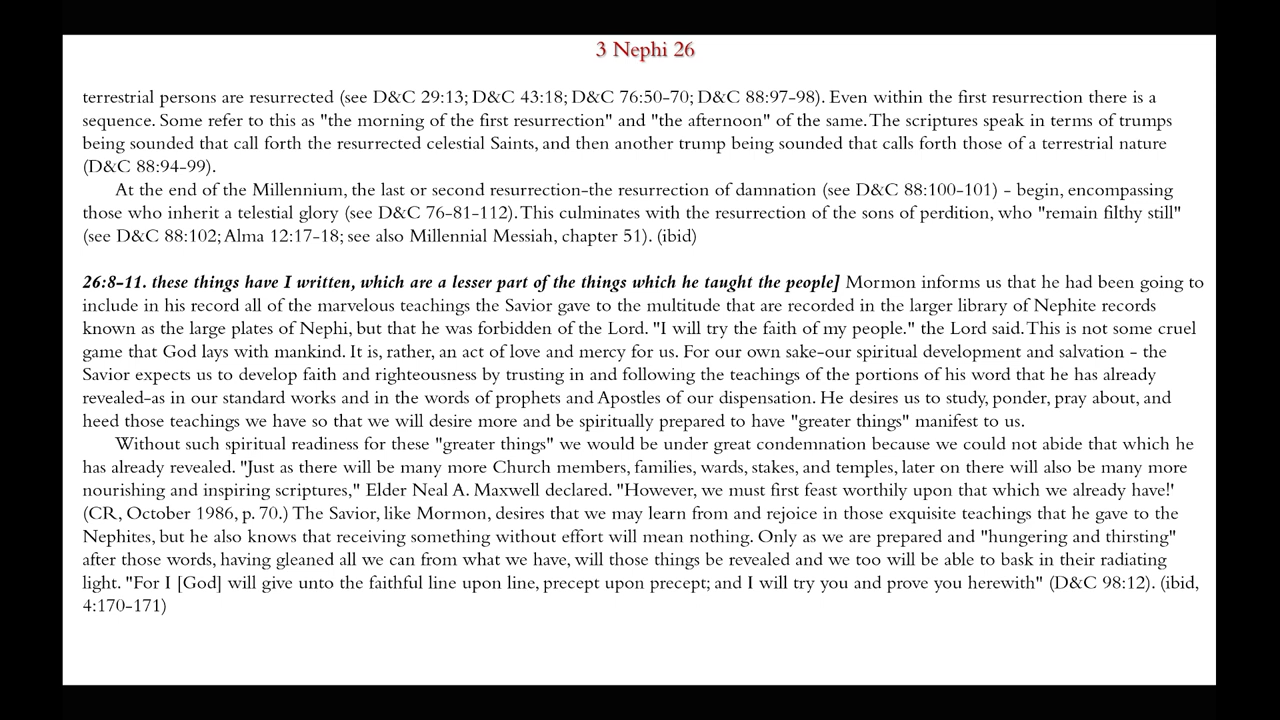 3 Nephi 26
terrestrial persons are resurrected (see D&C 29:13; D&C 43:18; D&C 76:50-70; D&C 88:97-98). Even within the first resurrection there is a
sequence. Some refer to this as "the morning of the first resurrection" and "the afternoon" of the same. The scriptures speak in terms of trumps
being sounded that call forth the resurrected celestial Saints, and then another trump being sounded that calls forth those of a terrestrial nature
(D&C 88:94-99).
At the end of the Millennium, the last or second resurrection-the resurrection of damnation (see D&C 88:100-101) - begin, encompassing
those who inherit a telestial glory (see D&C 76-81-112). This culminates with the resurrection of the sons of perdition, who "remain filthy still"
(see D&C 88:102; Alma 12:17-18; see also Millennial Messiah, chapter 51). (ibid)
26:8-11. these things have I written, which are a lesser part of the things which he taught the people] Mormon informs us that he had been going to
include in his record all of the marvelous teachings the Savior gave to the multitude that are recorded in the larger library of Nephite records
known as the large plates of Nephi, but that he was forbidden of the Lord. "I will try the faith of my people." the Lord said. This is not some cruel
game that God lays with mankind. It is, rather, an act of love and mercy for us. For our own sake-our spiritual development and salvation - the
Savior expects us to develop faith and righteousness by trusting in and following the teachings of the portions of his word that he has already
revealed-as in our standard works and in the words of prophets and Apostles of our dispensation. He desires us to study, ponder, pray about, and
heed those teachings we have so that we will desire more and be spiritually prepared to have "greater things" manifest to us.
Without such spiritual readiness for these "greater things" we would be under great condemnation because we could not abide that which he
has already revealed. "Just as there will be many more Church members, families, wards, stakes, and temples, later on there will also be many more
nourishing and inspiring scriptures," Elder Neal A. Maxwell declared. "However, we must first feast worthily upon that which we already have!'
(CR, October 1986, p. 70.) The Savior, like Mormon, desires that we may learn from and rejoice in those exquisite teachings that he gave to the
Nephites, but he also knows that receiving something without effort will mean nothing. Only as we are prepared and "hungering and thirsting"
after those words, having gleaned all we can from what we have, will those things be revealed and we too will be able to bask in their radiating
light. "For I [God] will give unto the faithful line upon line, precept upon precept; and I will try you and prove you herewith" (D&C 98:12). (ibid,
4:170-171)